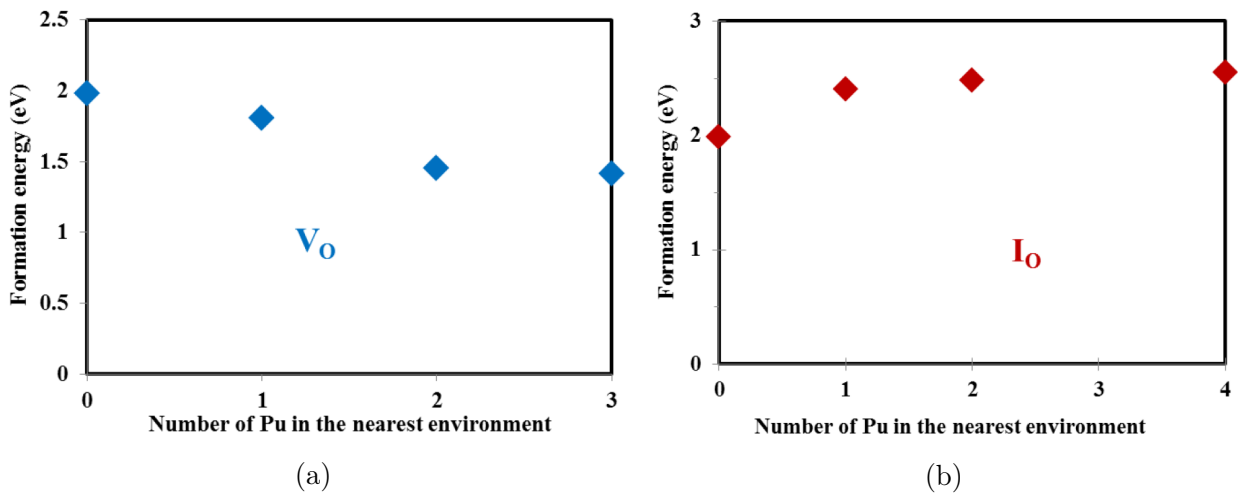 Formation energy (eV)
2.5
2
1.5
1
0.5
0
V_O
0 1 2 3
Number of Pu in the nearest environment
(a)
Formation energy (eV)
3
2
1
0
I_O
0 1 2 3 4
Number of Pu in the nearest environment
(b)